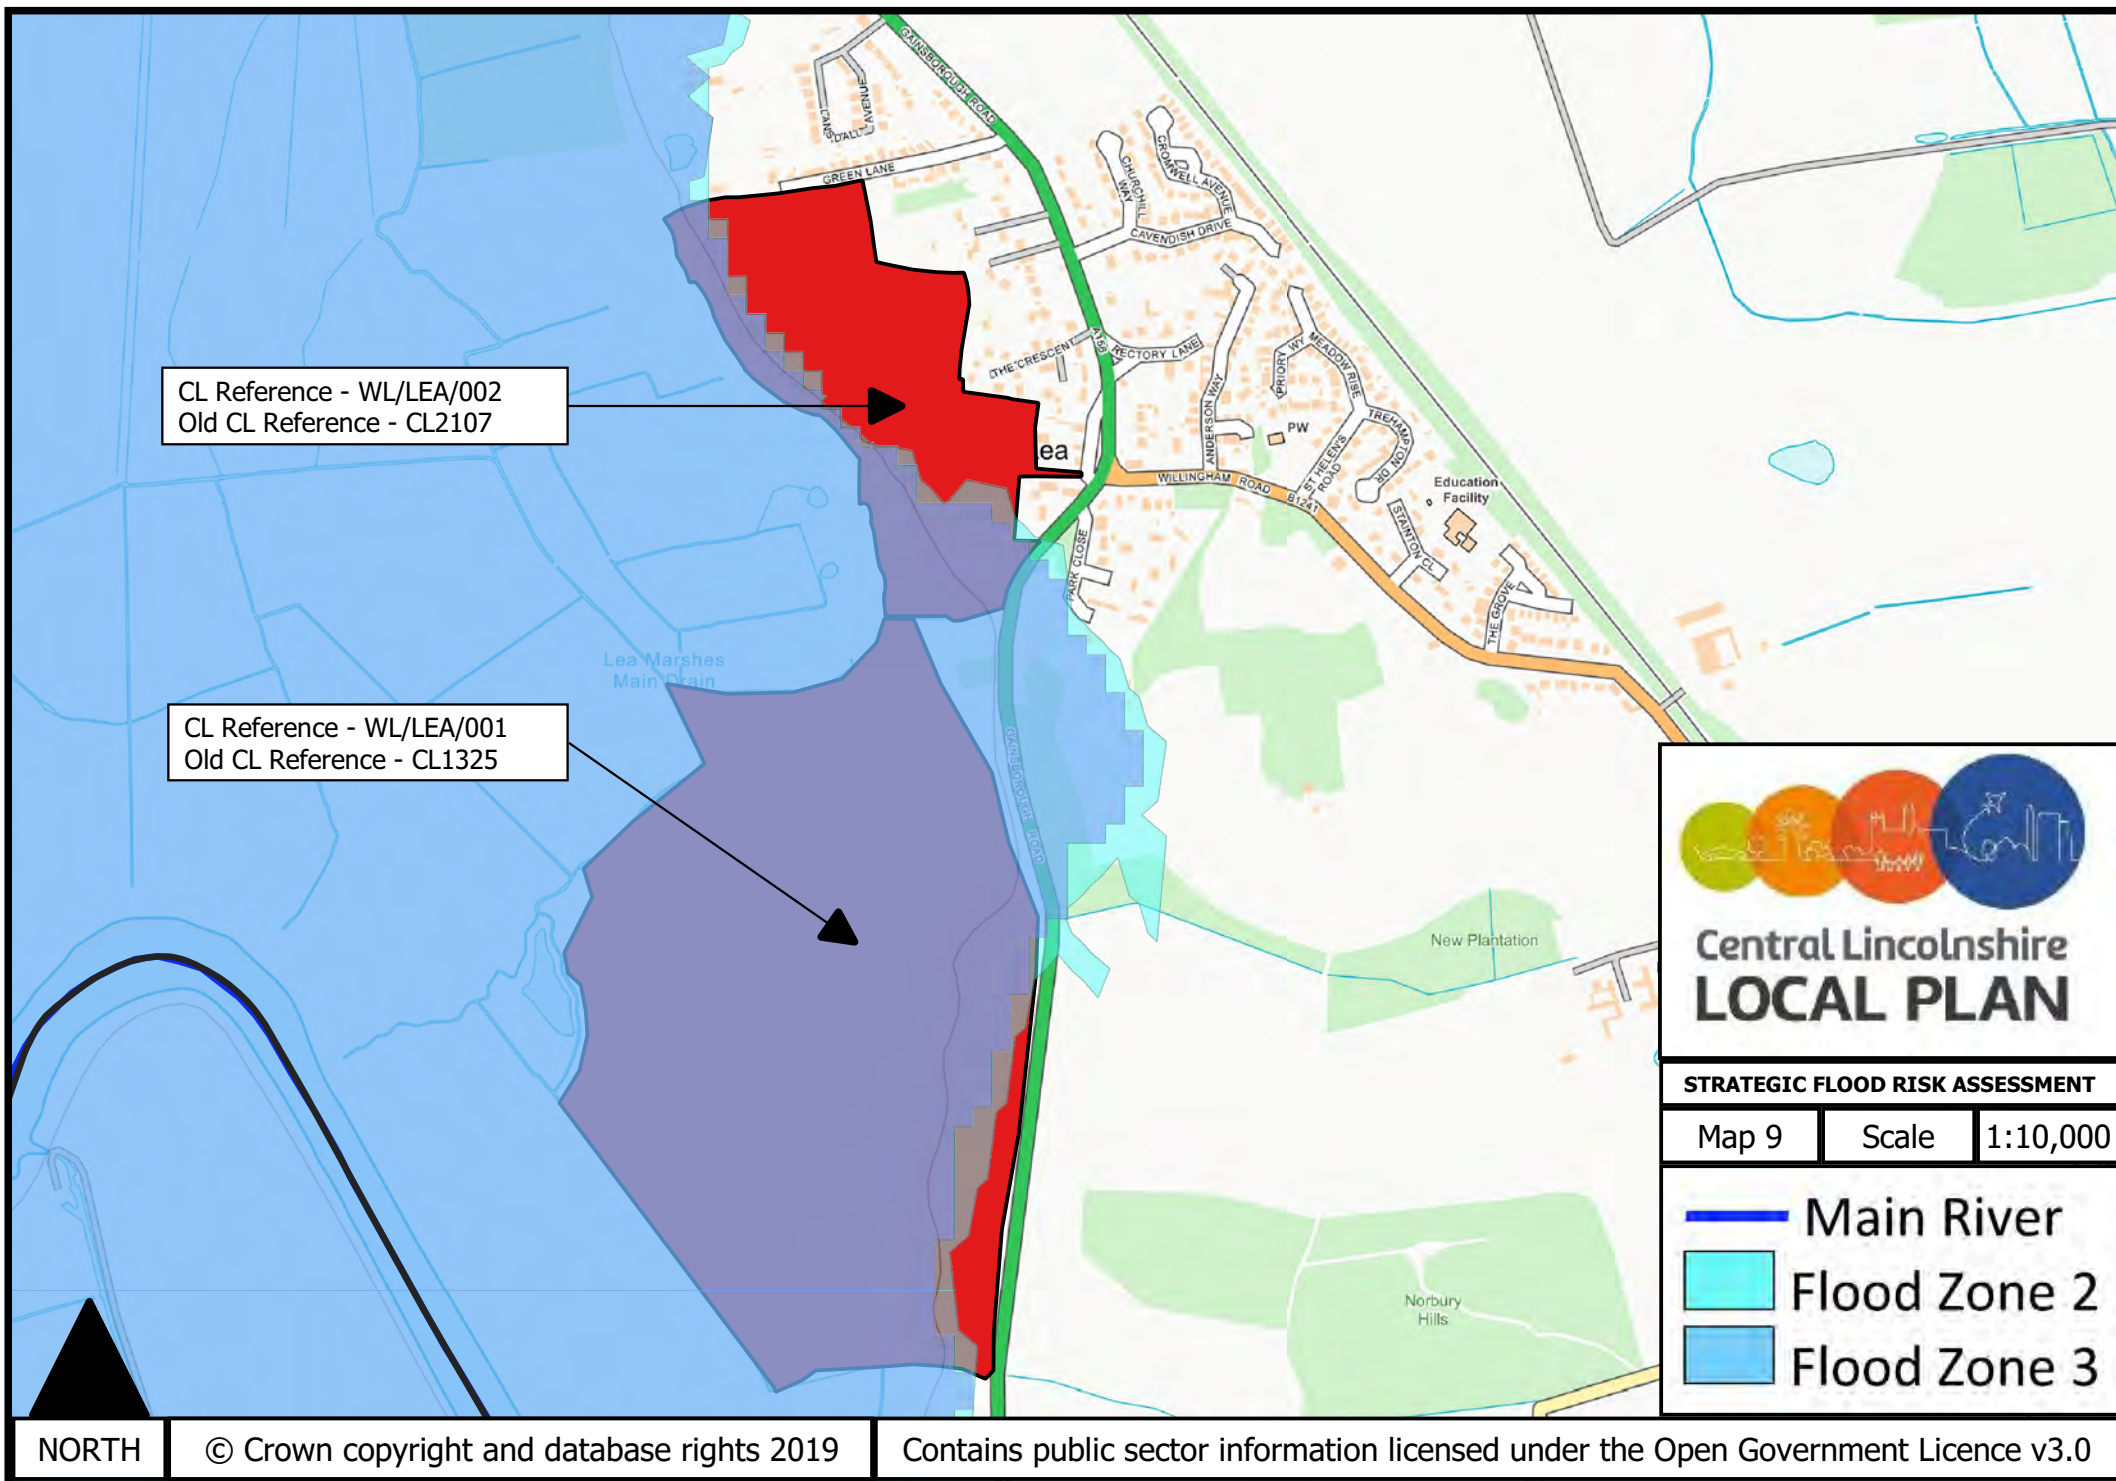 GAINSBOROUGH ROAD
LANSDALL AVENUE
GREEN LANE
CHURCHILL WAY
CROMWELL AVENUE
CAVENDISH DRIVE
A156
RECTORY LANE
THE CRESCENT
PRIORY WY
MEADOW RISE
ANDERSON WAY
TREHAMPTON DR
ST HELEN'S ROAD
PW
CL Reference - WL/LEA/002
Old CL Reference - CL2107
ea
WILLINGHAM ROAD B1241
Education
Facility
STAINTON CL
PARK CLOSE
THE GROVE
Lea Marshes
Main Drain
CL Reference - WL/LEA/001
Old CL Reference - CL1325
GAINSBOROUGH ROAD
New Plantation
Norbury
Hills
Central Lincolnshire
LOCAL PLAN
STRATEGIC FLOOD RISK ASSESSMENT
Map 9 Scale 1:10,000
Main River
Flood Zone 2
Flood Zone 3
NORTH © Crown copyright and database rights 2019 Contains public sector information licensed under the Open Government Licence v3.0